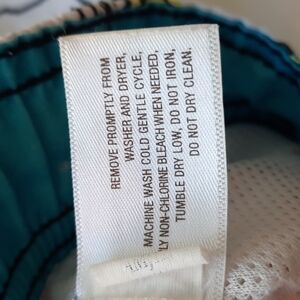 REMOVE PROMPTLY FROM
WASHER AND DRYER,
MACHINE WASH COLD GENTLE CYCLE,
LY NON-CHLORINE BLEACH WHEN NEEDED,
TUMBLE DRY LOW, DO NOT IRON,
DO NOT DRY CLEAN.